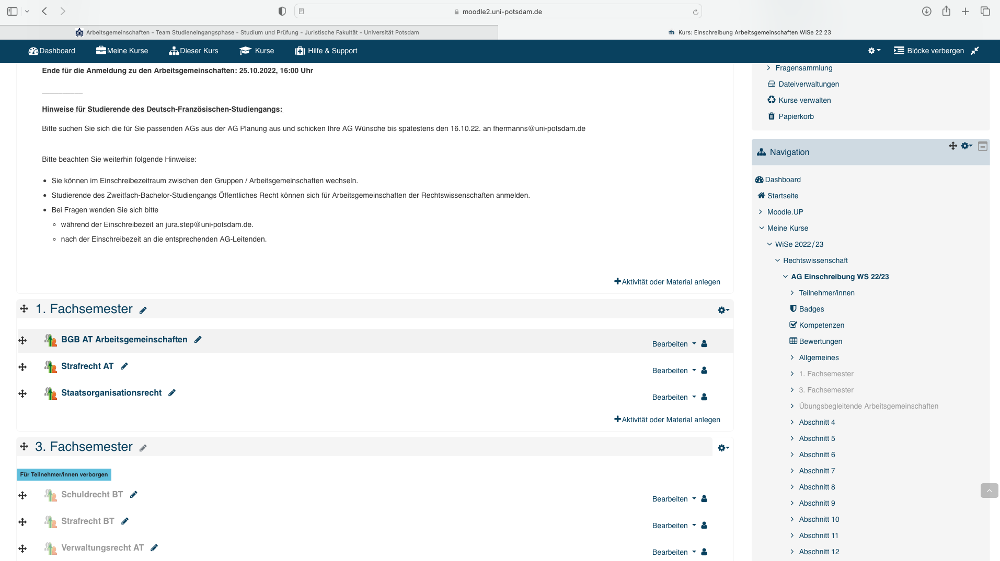 moodle2.uni-potsdam.de
Arbeitsgemeinschaften - Team Studieneingangsphase - Studium und Prüfung - Juristische Fakultät - Universität Potsdam
Kurs: Einschreibung Arbeitsgemeinschaften WiSe 22 23
Dashboard
Meine Kurse
Dieser Kurs
Kurse
Hilfe & Support
Blöcke verbergen
Ende für die Anmeldung zu den Arbeitsgemeinschaften: 25.10.2022, 16:00 Uhr
___________
Hinweise für Studierende des Deutsch-Französischen-Studiengangs:
Bitte suchen Sie sich die für Sie passenden AGs aus der AG Planung aus und schicken Ihre AG Wünsche bis spätestens den 16.10.22. an fhermanns@uni-potsdam.de
Bitte beachten Sie weiterhin folgende Hinweise:
Sie können im Einschreibezeitraum zwischen den Gruppen / Arbeitsgemeinschaften wechseln.
Studierende des Zweitfach-Bachelor-Studiengangs Öffentliches Recht können sich für Arbeitsgemeinschaften der Rechtswissenschaften anmelden.
Bei Fragen wenden Sie sich bitte
während der Einschreibezeit an jura.step@uni-potsdam.de.
nach der Einschreibezeit an die entsprechenden AG-Leitenden.
Aktivität oder Material anlegen
1. Fachsemester
BGB AT Arbeitsgemeinschaften
Bearbeiten
Strafrecht AT
Bearbeiten
Staatsorganisationsrecht
Bearbeiten
Aktivität oder Material anlegen
3. Fachsemester
Für Teilnehmer/innen verborgen
Schuldrecht BT
Bearbeiten
Strafrecht BT
Bearbeiten
Verwaltungsrecht AT
Bearbeiten
Fragensammlung
Dateiverwaltungen
Kurse verwalten
Papierkorb
Navigation
Dashboard
Startseite
Moodle.UP
Meine Kurse
WiSe 2022/23
Rechtswissenschaft
AG Einschreibung WS 22/23
Teilnehmer/innen
Badges
Kompetenzen
Bewertungen
Allgemeines
1. Fachsemester
3. Fachsemester
Übungsbegleitende Arbeitsgemeinschaften
Abschnitt 4
Abschnitt 5
Abschnitt 6
Abschnitt 7
Abschnitt 8
Abschnitt 9
Abschnitt 10
Abschnitt 11
Abschnitt 12